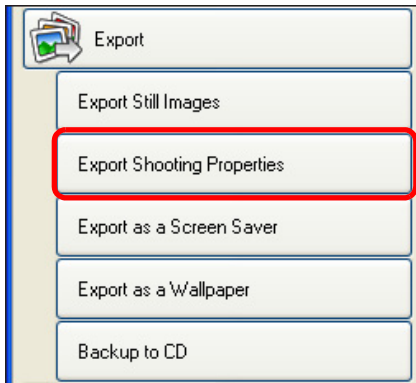 Export
Export Still Images
Export Shooting Properties
Export as a Screen Saver
Export as a Wallpaper
Backup to CD